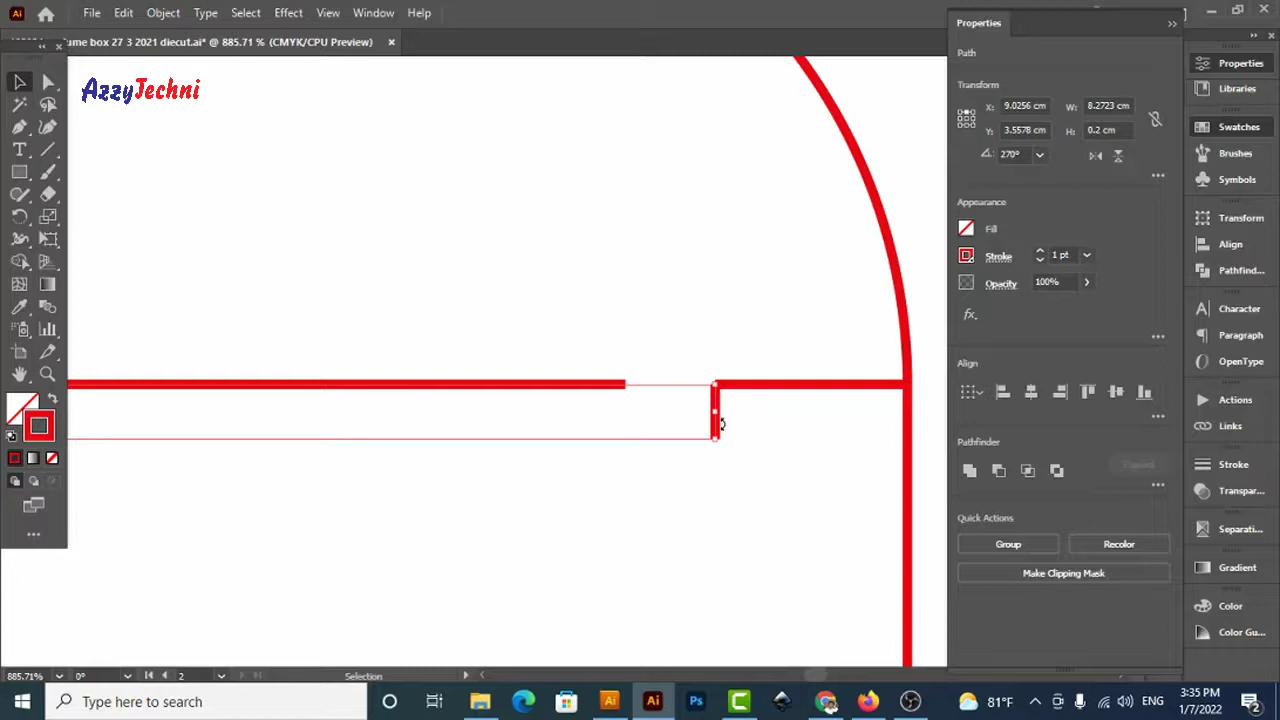 File Edit Object Type Select Effect View Window Help
ume box 27 3 2021 diecut.ai* @ 885.71 % (CMYK/CPU Preview)
AzzyTechni
Properties
Path
Transform
X: 9.0256 cm W: 8.2723 cm
Y: 3.5578 cm H: 0.2 cm
270°
Appearance
Fill
Stroke 1 pt
Opacity 100%
fx.
Align
Pathfinder
Quick Actions
Group Recolor
Make Clipping Mask
Properties
Libraries
Swatches
Brushes
Symbols
Transform
Align
Pathfind...
Character
Paragraph
OpenType
Actions
Links
Stroke
Transpar...
Separati...
Gradient
Color
Color Gu...
885.71% 0° 2 Selection
Type here to search
81°F
ENG
3:35 PM
1/7/2022